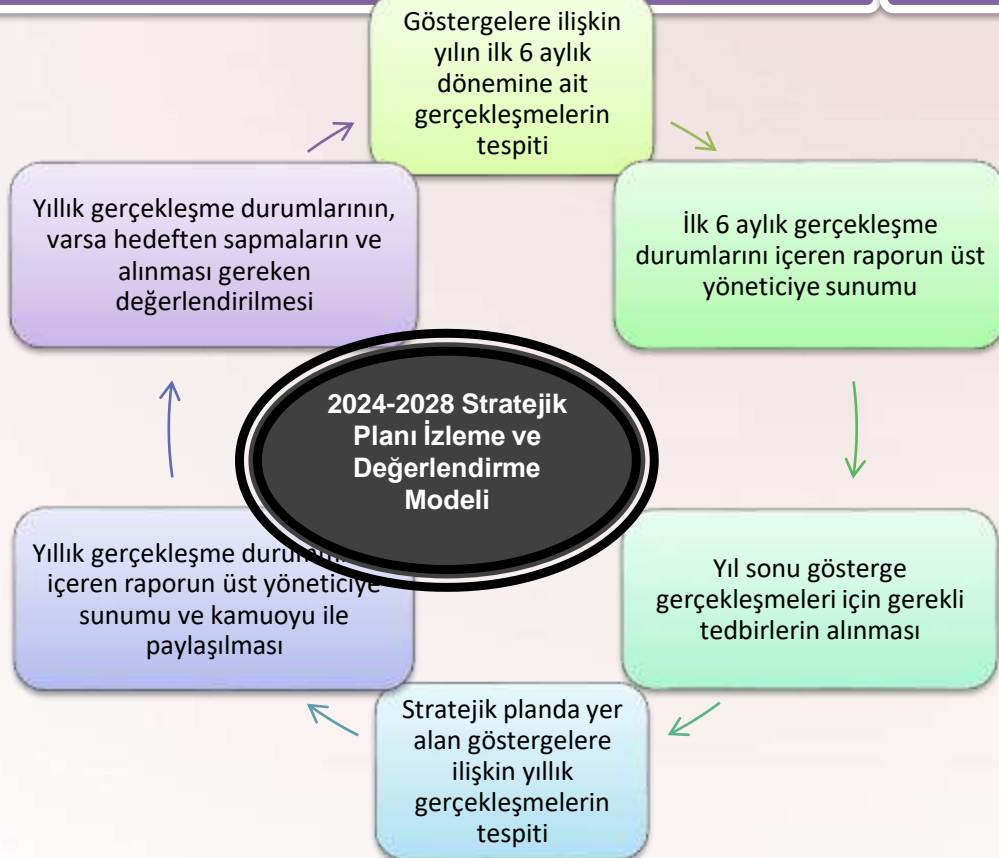 Göstergelere ilişkin
yılın ilk 6 aylık
dönemine ait
gerçekleşmelerin
tespiti
İlk 6 aylık gerçekleşme
durumlarını içeren raporun üst
yöneticiye sunumu
Yıl sonu gösterge
gerçekleşmeleri için gerekli
tedbirlerin alınması
Stratejik planda yer
alan göstergelere
ilişkin yıllık
gerçekleşmelerin
tespiti
Yıllık gerçekleşme
içeren raporun üst yöneticiye
sunumu ve kamuoyu ile
paylaşılması
Yıllık gerçekleşme durumlarının,
varsa hedeften sapmaların ve
alınması gereken
değerlendirilmesi
2024-2028 Stratejik
Planı İzleme ve
Değerlendirme
Modeli